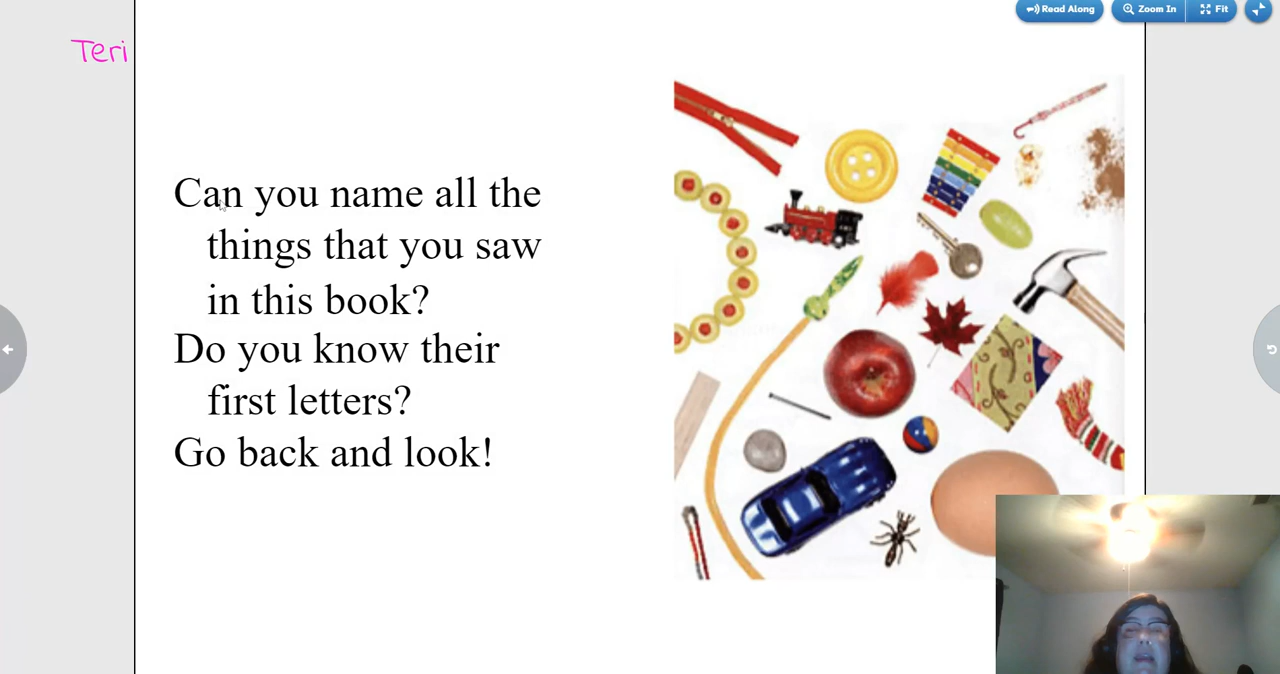 Read Along Zoom In Fit
Teri
Can you name all the
things that you saw
in this book?
Do you know their
first letters?
Go back and look!